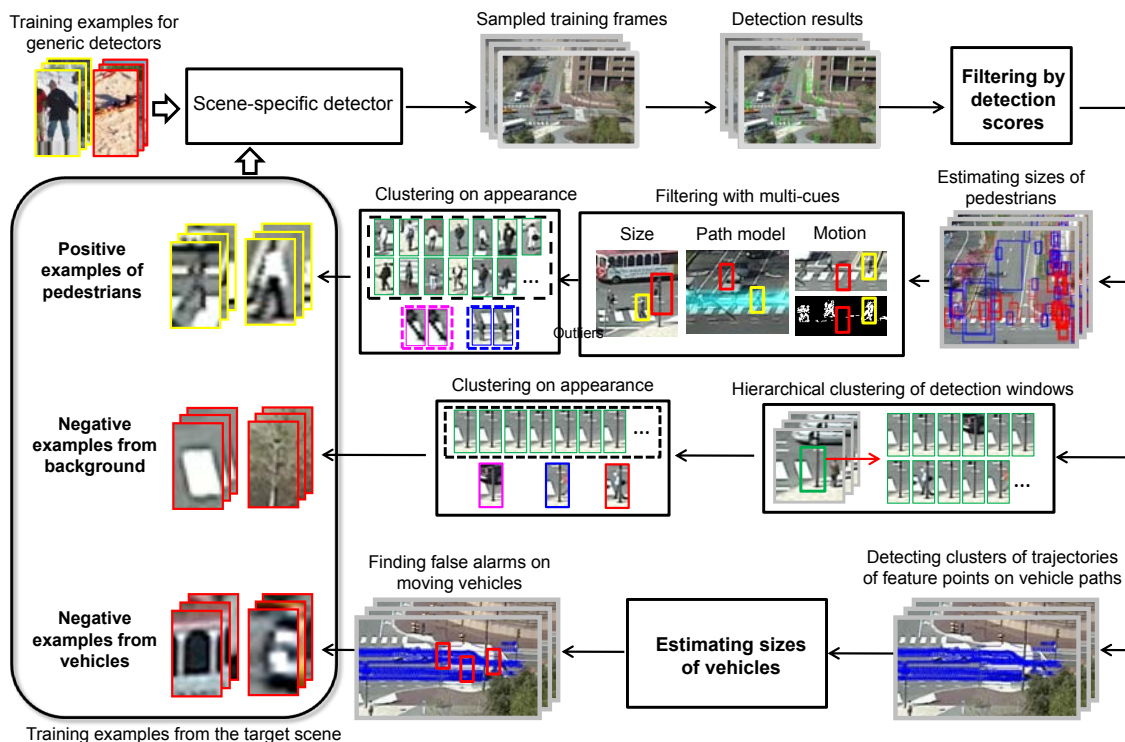 Training examples for
generic detectors
Scene-specific detector
Sampled training frames
Detection results
Filtering by
detection
scores
Estimating sizes of
pedestrians
Filtering with multi-cues
Size
Path model
Motion
Clustering on appearance
...
Outliers
Positive
examples of
pedestrians
Negative
examples from
background
Clustering on appearance
...
Hierarchical clustering of detection windows
...
Negative
examples from
vehicles
Finding false alarms on
moving vehicles
Estimating sizes
of vehicles
Detecting clusters of trajectories
of feature points on vehicle paths
Training examples from the target scene